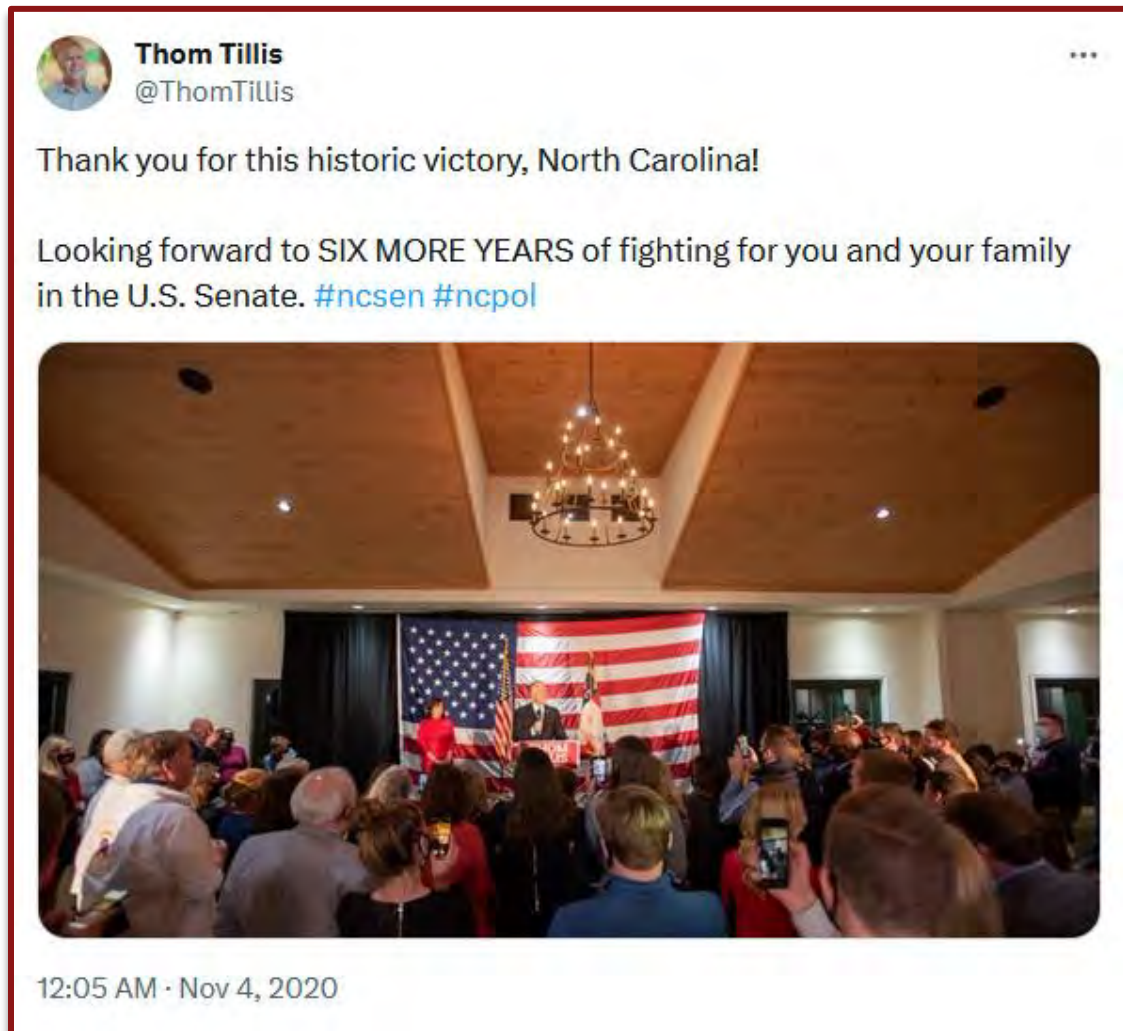 Thom Tillis
@ThomTillis
Thank you for this historic victory, North Carolina!
Looking forward to SIX MORE YEARS of fighting for you and your family
in the U.S. Senate. #ncsen #ncpol
THOM
12:05 AM · Nov 4, 2020